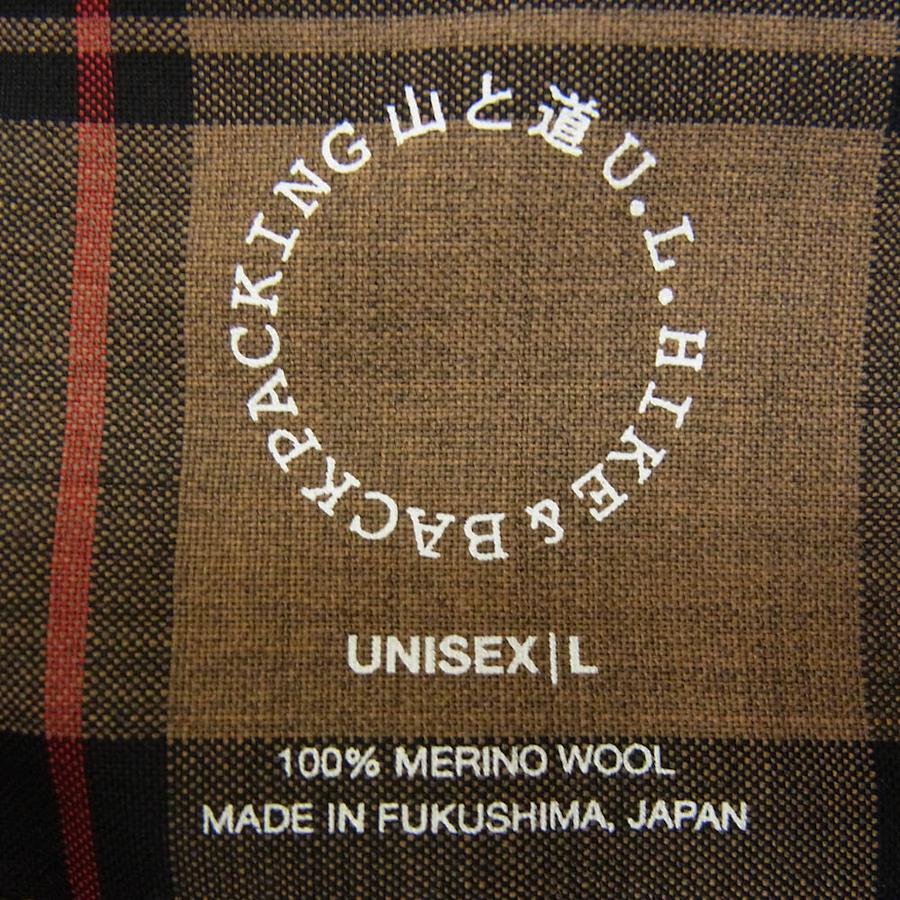 山と道 U.L. HIKE & BACKPACKING
UNISEX|L
100% MERINO WOOL
MADE IN FUKUSHIMA, JAPAN